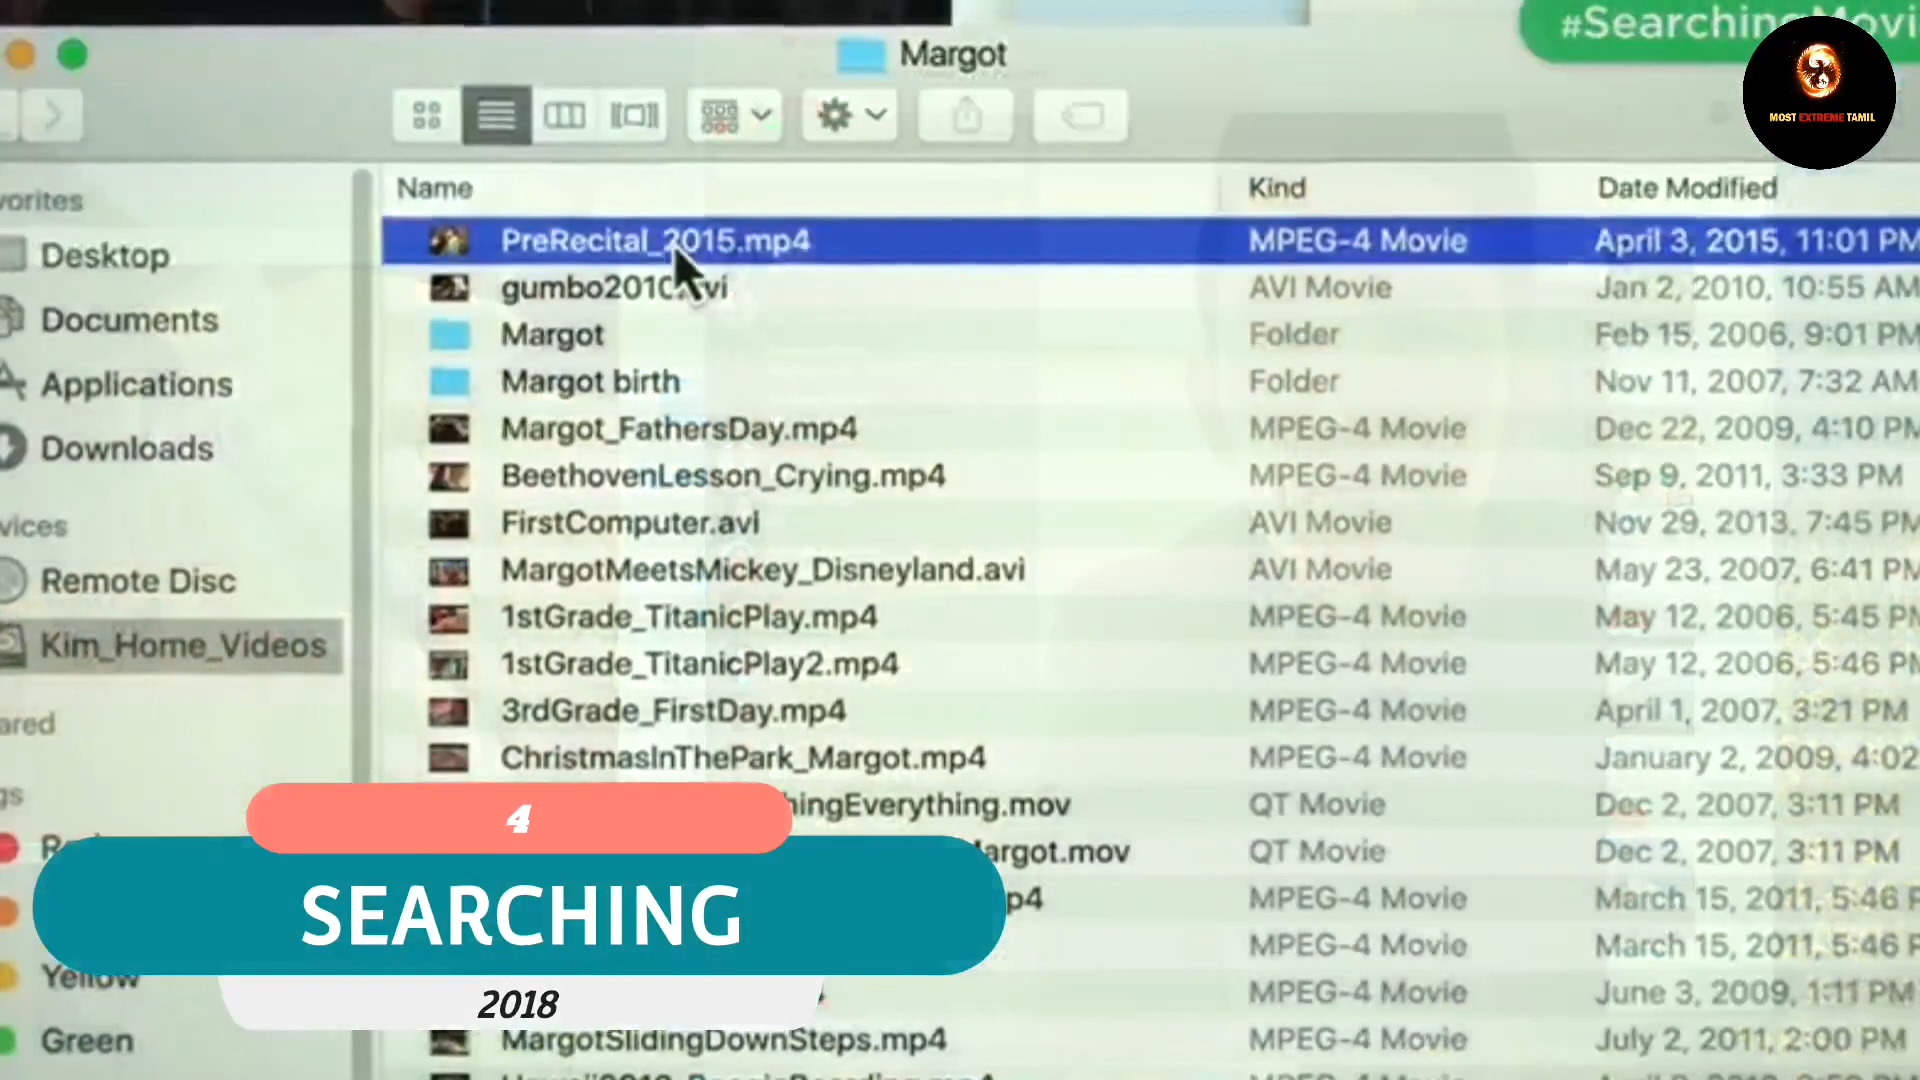 #SearchingMovi
MOST EXTREME TAMIL
Margot
vorites
Desktop
Documents
Applications
Downloads
vices
Remote Disc
Kim_Home_Videos
ared
gs
Yellow
Green
Name Kind Date Modified
PreRecital_2015.mp4 MPEG-4 Movie April 3, 2015, 11:01 PM
gumbo2010.avi AVI Movie Jan 2, 2010, 10:55 AM
Margot Folder Feb 15, 2006, 9:01 PM
Margot birth Folder Nov 11, 2007, 7:32 AM
Margot_FathersDay.mp4 MPEG-4 Movie Dec 22, 2009, 4:10 PM
BeethovenLesson_Crying.mp4 MPEG-4 Movie Sep 9, 2011, 3:33 PM
FirstComputer.avi AVI Movie Nov 29, 2013, 7:45 PM
MargotMeetsMickey_Disneyland.avi AVI Movie May 23, 2007, 6:41 PM
1stGrade_TitanicPlay.mp4 MPEG-4 Movie May 12, 2006, 5:45 PM
1stGrade_TitanicPlay2.mp4 MPEG-4 Movie May 12, 2006, 5:46 PM
3rdGrade_FirstDay.mp4 MPEG-4 Movie April 1, 2007, 3:21 PM
ChristmasInThePark_Margot.mp4 MPEG-4 Movie January 2, 2009, 4:02
hingEverything.mov QT Movie Dec 2, 2007, 3:11 PM
Margot.mov QT Movie Dec 2, 2007, 3:11 PM
p4 MPEG-4 Movie March 15, 2011, 5:46 P
MPEG-4 Movie March 15, 2011, 5:46 P
MPEG-4 Movie June 3, 2009, 1:11 PM
MargotSlidingDownSteps.mp4 MPEG-4 Movie July 2, 2011, 2:00 PM
4
SEARCHING
2018